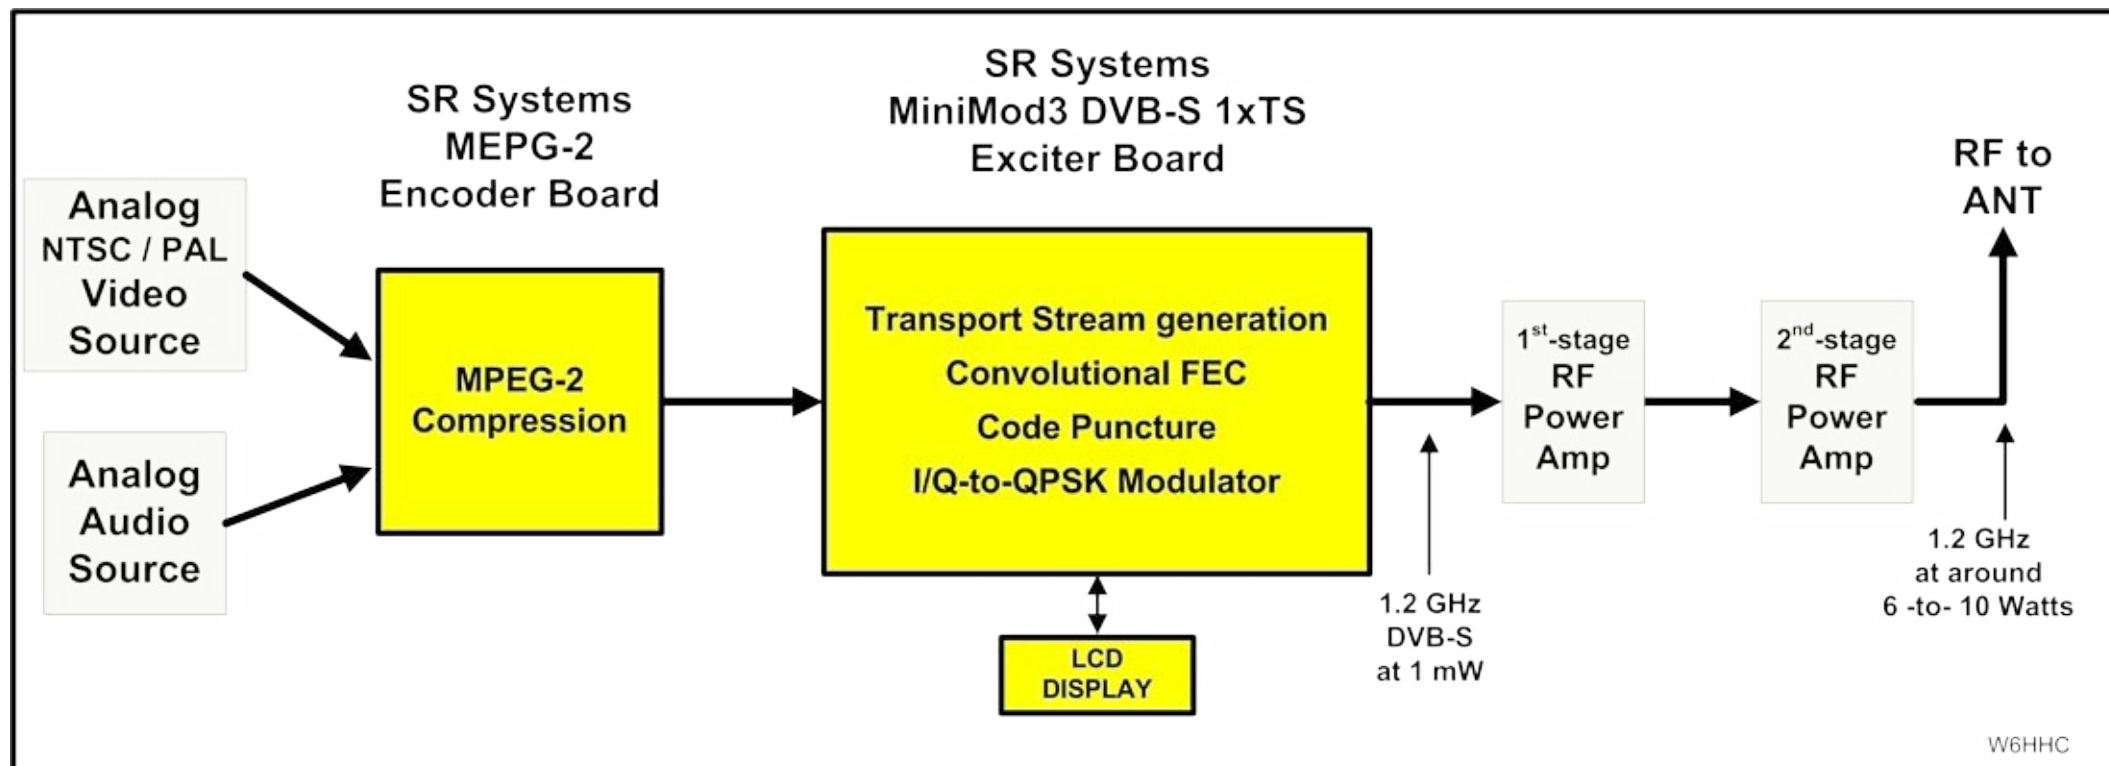 SR Systems
MEPG-2
Encoder Board
SR Systems
MiniMod3 DVB-S 1xTS
Exciter Board
RF to
ANT
Analog
NTSC / PAL
Video
Source
Analog
Audio
Source
MPEG-2
Compression
Transport Stream generation
Convolutional FEC
Code Puncture
I/Q-to-QPSK Modulator
LCD
DISPLAY
1.2 GHz
DVB-S
at 1 mW
1st-stage
RF
Power
Amp
2nd-stage
RF
Power
Amp
1.2 GHz
at around
6 -to- 10 Watts
W6HHC